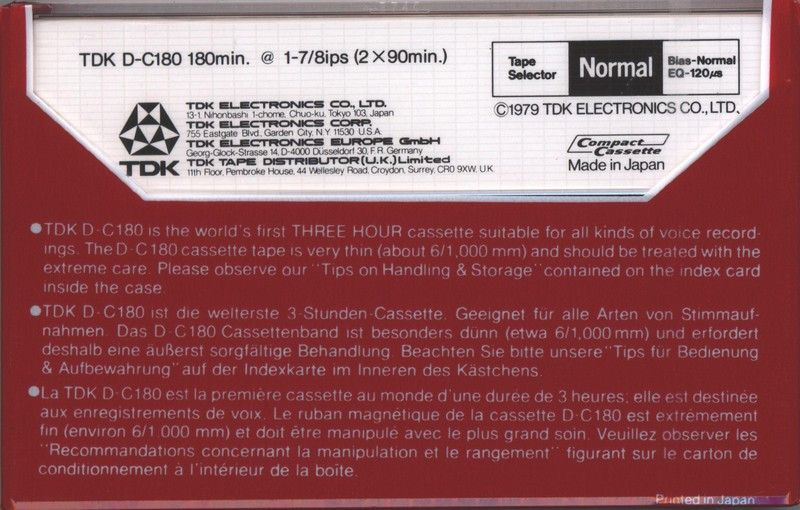 TDK D-C180 180min. @ 1-7/8ips (2×90min.)
Tape Selector
Normal
Bias-Normal
EQ-120µs
©1979 TDK ELECTRONICS CO., LTD.
TDK ELECTRONICS CO., LTD.
13-1, Nihonbashi 1-chome, Chuo-ku, Tokyo 103, Japan
TDK ELECTRONICS CORP.
755 Eastgate Blvd., Garden City, N.Y. 11530 U.S.A.
TDK ELECTRONICS EUROPE GmbH
Georg-Glock-Strasse 14, D-4000 Düsseldorf 30, F.R. Germany
TDK TAPE DISTRIBUTOR (U.K.) Limited
11th Floor, Pembroke House, 44 Wellesley Road, Croydon, Surrey, CR0 9XW, U.K.
TDK
Compact Cassette
Made in Japan
●TDK D-C180 is the world's first THREE HOUR cassette suitable for all kinds of voice record-
ings. The D-C180 cassette tape is very thin (about 6/1,000 mm) and should be treated with the
extreme care. Please observe our "Tips on Handling & Storage" contained on the index card
inside the case.
●TDK D-C180 ist die welterste 3-Stunden-Cassette. Geeignet für alle Arten von Stimmauf-
nahmen. Das D-C180 Cassettenband ist besonders dünn (etwa 6/1,000 mm) und erfordert
deshalb eine äußerst sorgfältige Behandlung. Beachten Sie bitte unsere "Tips für Bedienung
& Aufbewahrung" auf der Indexkarte im Inneren des Kästchens.
●La TDK D-C180 est la première cassette au monde d'une durée de 3 heures, elle est destinée
aux enregistrements de voix. Le ruban magnétique de la cassette D-C180 est extrêmement
fin (environ 6/1.000 mm) et doit être manipulé avec le plus grand soin. Veuillez observer les
"Recommandations concernant la manipulation et le rangement" figurant sur le carton de
conditionnement à l'intérieur de la boîte.
Printed in Japan